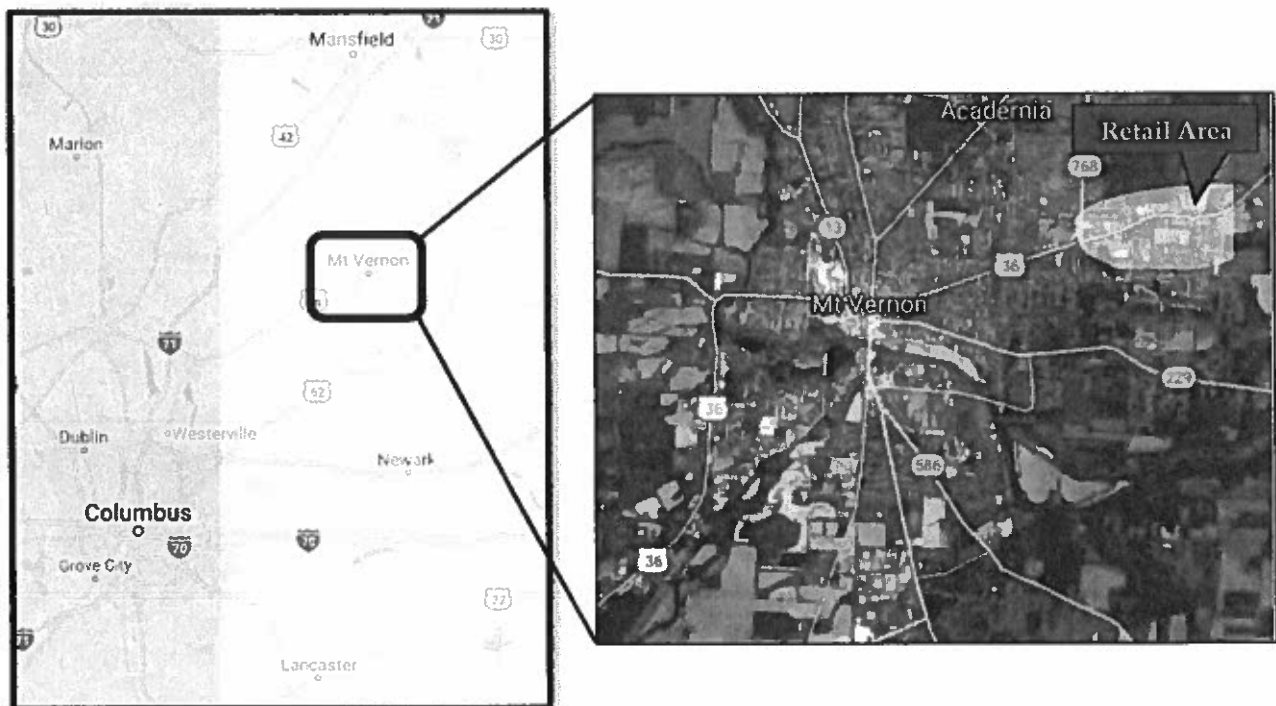 30
71
Mansfield
30
42
Marion
Mt Vernon
71
62
Dublin
Westerville
Newark
Columbus
70
70
Grove City
22
71
Lancaster
Academia
Retail Area
768
13
36
Mt Vernon
229
36
586
36